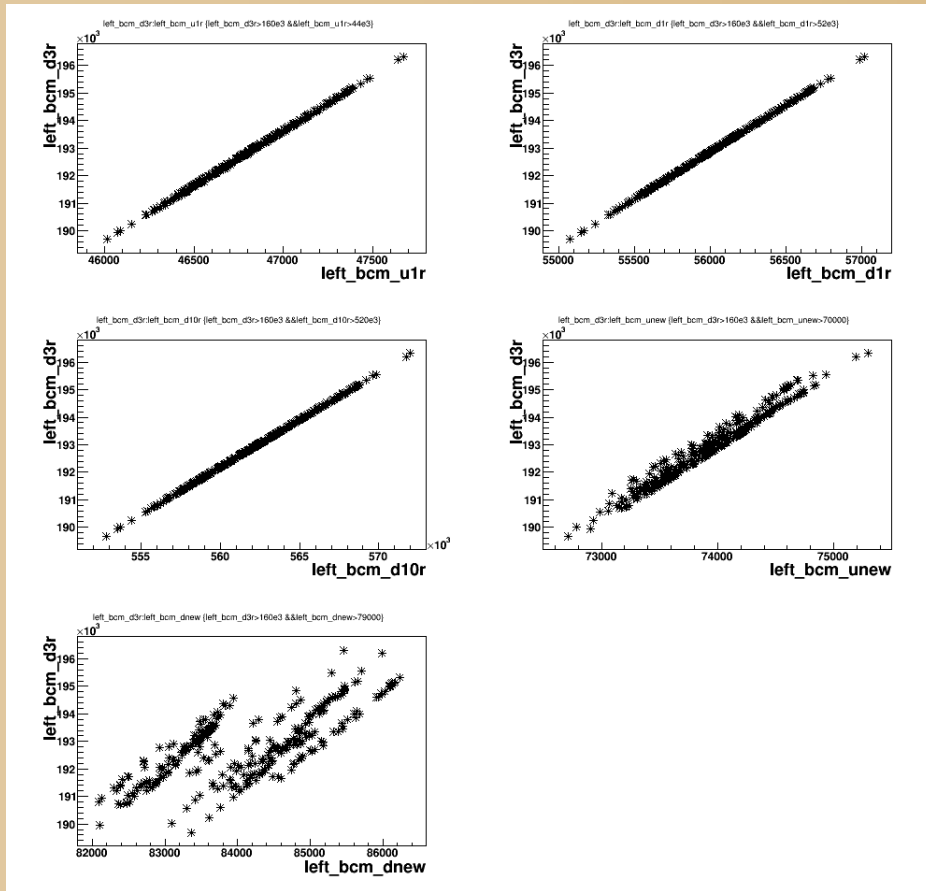 left_bcm_d3r:left_bcm_u1r {left_bcm_d3r>160e3 &&left_bcm_u1r>44e3}
×10³
left_bcm_d3r
196
195
194
193
192
191
190
46000 46500 47000 47500
left_bcm_u1r
left_bcm_d3r:left_bcm_d1r {left_bcm_d3r>160e3 &&left_bcm_d1r>52e3}
×10³
left_bcm_d3r
196
195
194
193
192
191
190
55000 55500 56000 56500 57000
left_bcm_d1r
left_bcm_d3r:left_bcm_d10r {left_bcm_d3r>160e3 &&left_bcm_d10r>520e3}
×10³
left_bcm_d3r
196
195
194
193
192
191
190
555 560 565 570
×10³
left_bcm_d10r
left_bcm_d3r:left_bcm_unew {left_bcm_d3r>160e3 &&left_bcm_unew>70000}
×10³
left_bcm_d3r
196
195
194
193
192
191
190
73000 74000 75000
left_bcm_unew
left_bcm_d3r:left_bcm_dnew {left_bcm_d3r>160e3 &&left_bcm_dnew>79000}
×10³
left_bcm_d3r
196
195
194
193
192
191
190
82000 83000 84000 85000 86000
left_bcm_dnew